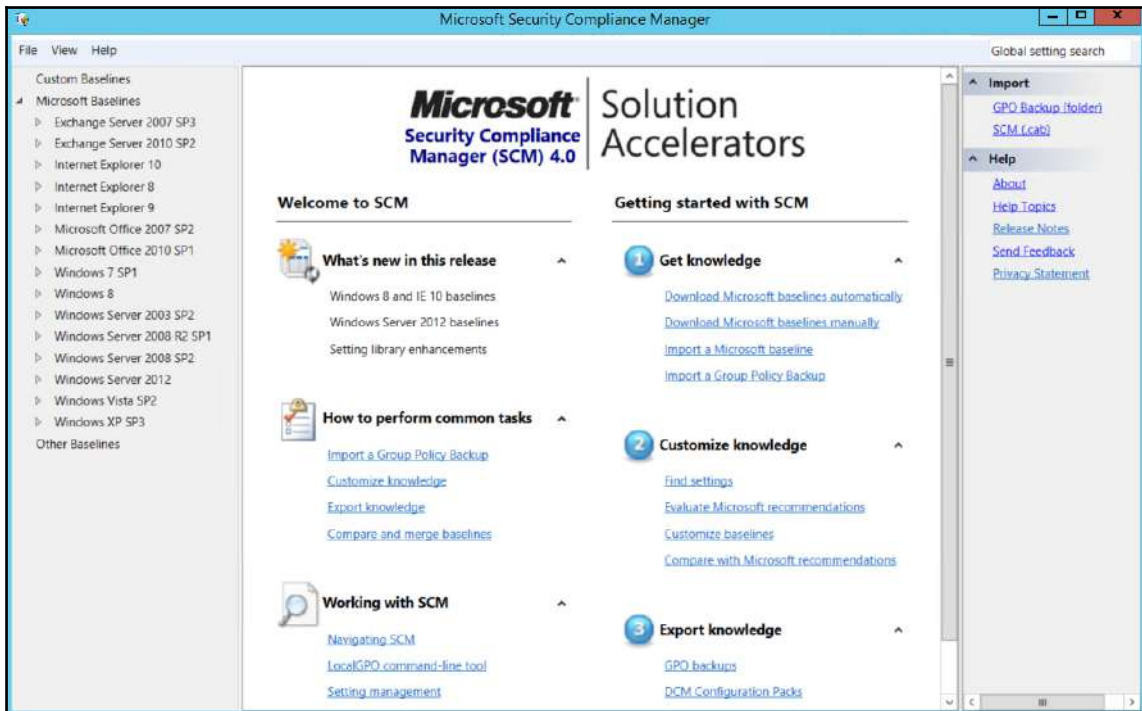 Microsoft Security Compliance Manager
File View Help
Global setting search
Custom Baselines
Microsoft Baselines
Exchange Server 2007 SP3
Exchange Server 2010 SP2
Internet Explorer 10
Internet Explorer 8
Internet Explorer 9
Microsoft Office 2007 SP2
Microsoft Office 2010 SP1
Windows 7 SP1
Windows 8
Windows Server 2003 SP2
Windows Server 2008 R2 SP1
Windows Server 2008 SP2
Windows Server 2012
Windows Vista SP2
Windows XP SP3
Other Baselines
Microsoft
Security Compliance
Manager (SCM) 4.0
Solution
Accelerators
Welcome to SCM
What's new in this release
Windows 8 and IE 10 baselines
Windows Server 2012 baselines
Setting library enhancements
How to perform common tasks
Import a Group Policy Backup
Customize knowledge
Export knowledge
Compare and merge baselines
Working with SCM
Navigating SCM
LocalGPO command-line tool
Setting management
Getting started with SCM
1 Get knowledge
Download Microsoft baselines automatically
Download Microsoft baselines manually
Import a Microsoft baseline
Import a Group Policy Backup
2 Customize knowledge
Find settings
Evaluate Microsoft recommendations
Customize baselines
Compare with Microsoft recommendations
3 Export knowledge
GPO backups
DCM Configuration Packs
Import
GPO Backup (folder)
SCM (.cab)
Help
About
Help Topics
Release Notes
Send Feedback
Privacy Statement